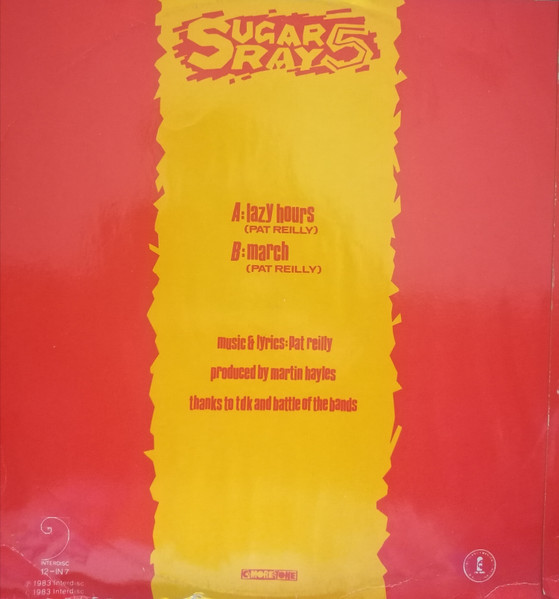 SUGAR
RAY 5
A: lazy hours
(PAT REILLY)
B: march
(PAT REILLY)
music & lyrics: pat reilly
produced by martin hayles
thanks to tdk and battle of the bands
INTERDISC
12-IN 7
℗ 1983 Interdisc
© 1983 Interdisc